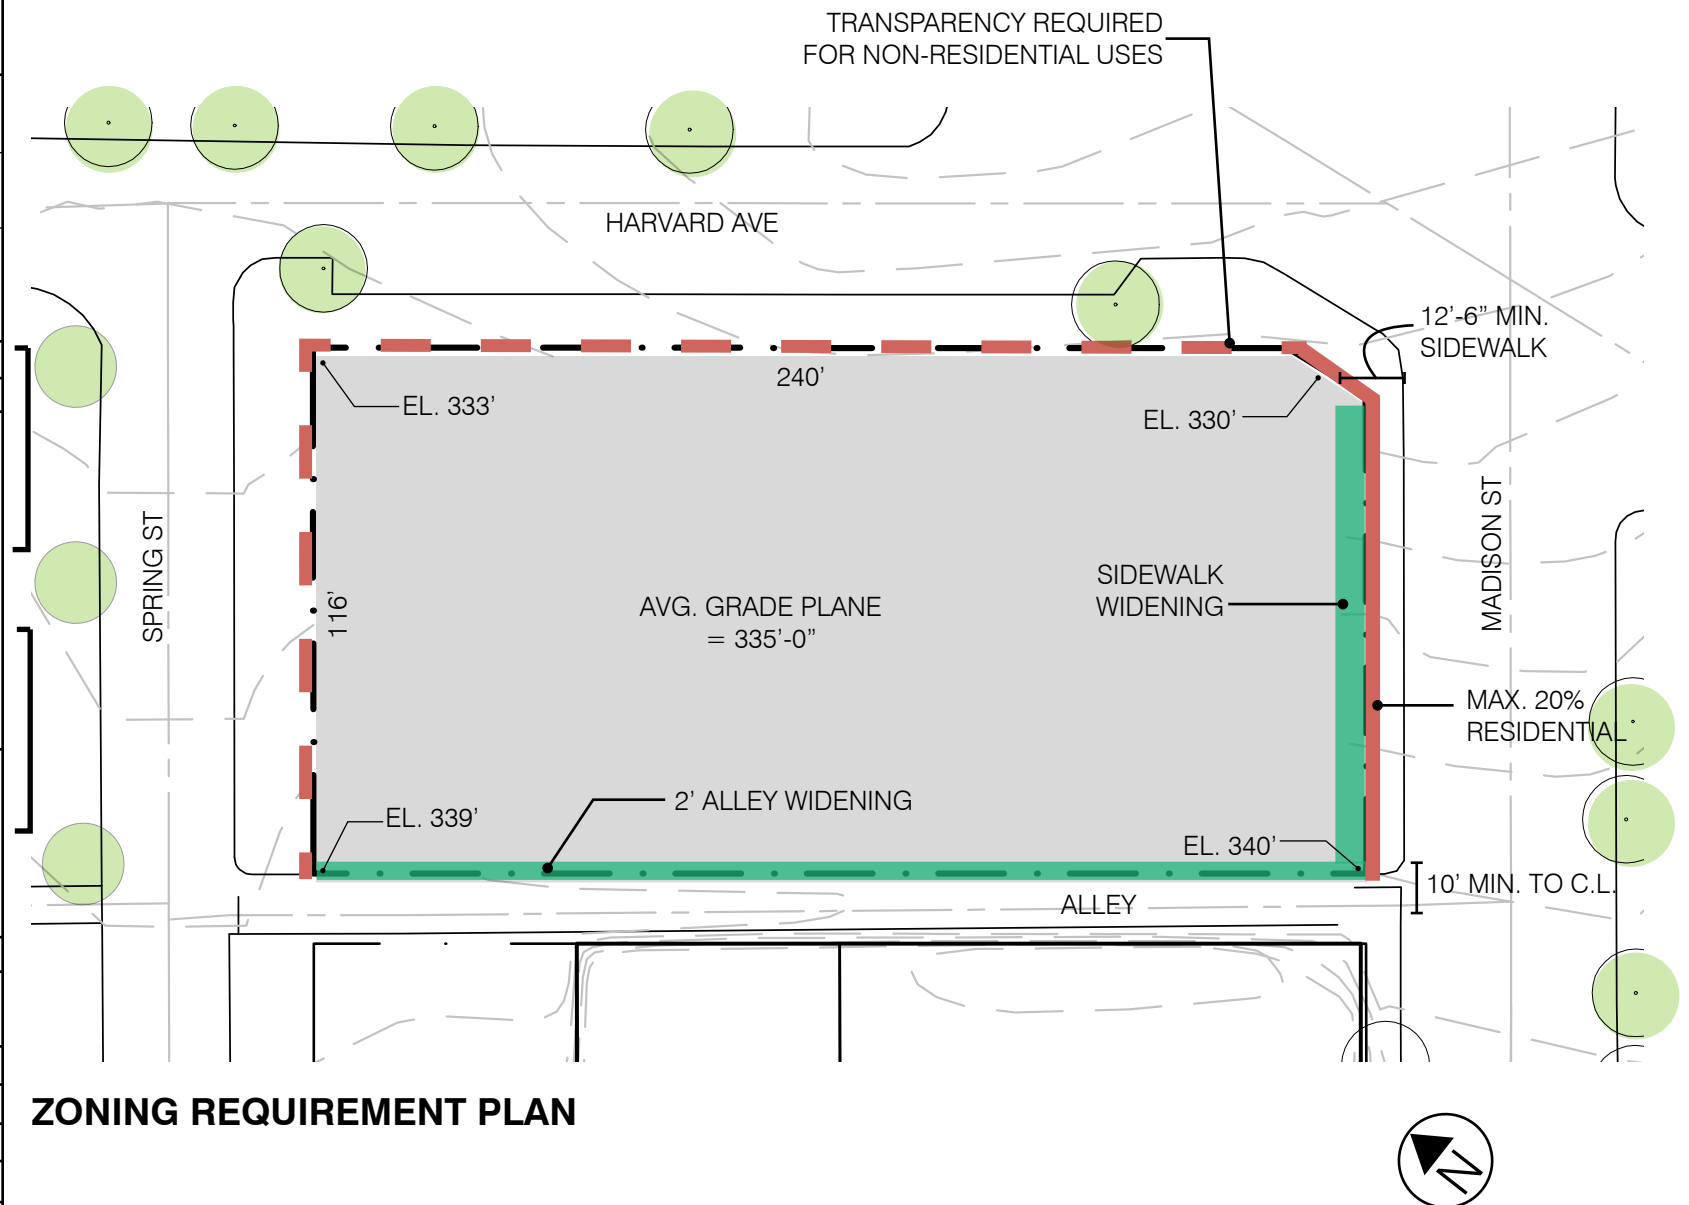 TRANSPARENCY REQUIRED
FOR NON-RESIDENTIAL USES
HARVARD AVE
12'-6" MIN.
SIDEWALK
240'
EL. 333'
EL. 330'
SPRING ST
116'
AVG. GRADE PLANE
= 335'-0"
SIDEWALK
WIDENING
MADISON ST
MAX. 20%
RESIDENTIAL
2' ALLEY WIDENING
EL. 339'
EL. 340'
10' MIN. TO C.L.
ALLEY
ZONING REQUIREMENT PLAN
N